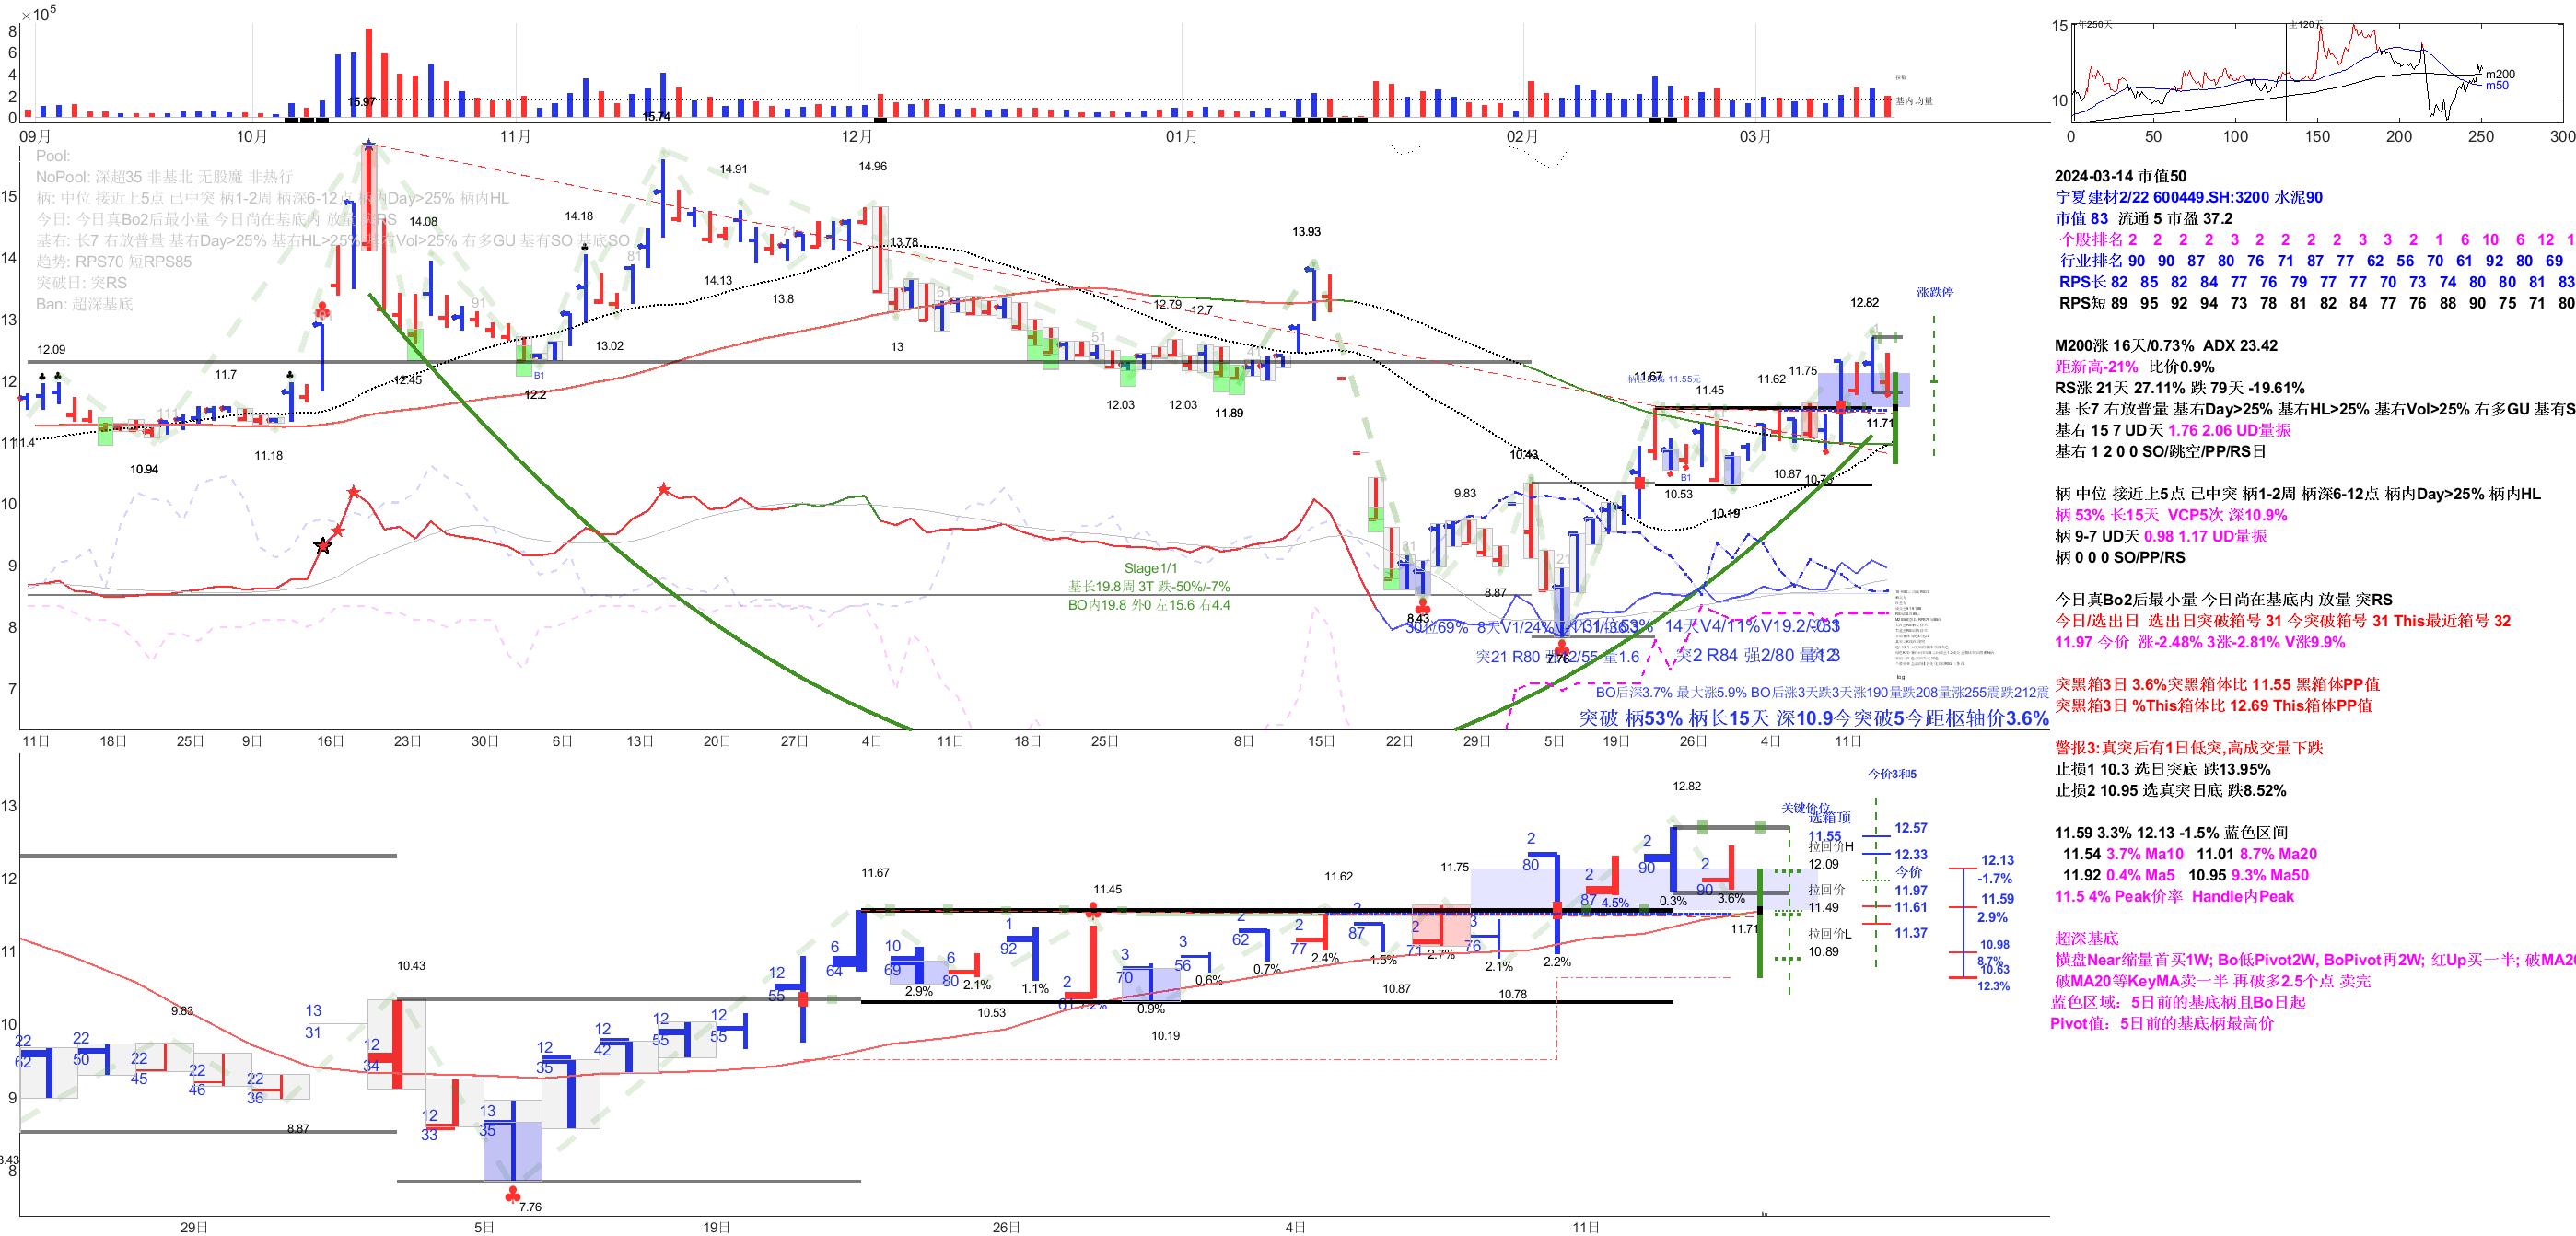 ×10⁵
8
6
4
2
0
15.97
15.74
基内均量
09月
10月
11月
12月
01月
02月
03月
Pool:
NoPool: 深超35 非基北 无股魔 非热行
柄: 中位 接近上5点 己中突 柄1-2周 柄深6-12点 柄内Day>25% 柄内HL
今日: 今日真Bo2后最小量 今日尚在基底内 放量 突RS
基右: 长7 右放普量 基右Day>25% 基右HL>25% 基右Vol>25% 右多GU 基有SO 基底SO
趋势: RPS70 短RPS85
突破日: 突RS
Ban: 超深基底
15
14
13
12
11
10
9
8
7
12.09
11.4
10.94
11.7
11.18
14.08
12.45
91
12.2
B1
14.18
13.02
81
14.91
14.13
13.8
14.96
13.78
61
13
51
12.03
12.79
12.7
12.03
11.89
13.93
8.43
9.83
8.87
10.43
21
7.76
11.67
11.45
10.53
B1
10.19
11.62
11.75
10.87
12.82
11.71
涨跌停
Stage1/1
基长19.8周 3T 跌-50%/-7%
BO内19.8 外0 左15.6 右4.4
14天V4/11%V19.2/-0.3
突2 R84 强2/80
BO后深3.7% 最大涨5.9% BO后涨3天跌3天涨190量跌208量涨255震跌212震
突破 柄53% 柄长15天 深10.9今突破5今距枢轴价3.6%
11日
18日
25日
9日
16日
23日
30日
6日
13日
20日
27日
4日
11日
18日
25日
8日
15日
22日
29日
5日
19日
26日
4日
11日
15
10
年250天
主120天
m200
m50
0
50
100
150
200
250
300
2024-03-14 市值50
宁夏建材2/22 600449.SH:3200 水泥90
市值 83 流通 5 市盈 37.2
个股排名 2 2 2 2 3 2 2 2 2 3 3 2 1 6 10 6 12 1
行业排名 90 90 87 80 76 71 87 77 62 56 70 61 92 80 69
RPS长 82 85 82 84 77 76 79 77 77 70 73 74 80 80 81 83
RPS短 89 95 92 94 73 78 81 82 84 77 76 88 90 75 71 80
M200涨 16天/0.73% ADX 23.42
距新高-21% 比价0.9%
RS涨 21天 27.11% 跌 79天 -19.61%
基 长7 右放普量 基右Day>25% 基右HL>25% 基右Vol>25% 右多GU 基有S
基右 15 7 UD天 1.76 2.06 UD量振
基右 1 2 0 0 SO/跳空/PP/RS日
柄 中位 接近上5点 己中突 柄1-2周 柄深6-12点 柄内Day>25% 柄内HL
柄 53% 长15天 VCP5次 深10.9%
柄 9-7 UD天 0.98 1.17 UD量振
柄 0 0 0 SO/PP/RS
今日真Bo2后最小量 今日尚在基底内 放量 突RS
今日/选出日 选出日突破箱号 31 今突破箱号 31 This最近箱号 32
11.97 今价 涨-2.48% 3涨-2.81% V涨9.9%
突黑箱3日 3.6%突黑箱体比 11.55 黑箱体PP值
突黑箱3日 %This箱体比 12.69 This箱体PP值
警报3:真突后有1日低突,高成交量下跌
止损1 10.3 选日突底 跌13.95%
止损2 10.95 选真突日底 跌8.52%
11.59 3.3% 12.13 -1.5% 蓝色区间
11.54 3.7% Ma10 11.01 8.7% Ma20
11.92 0.4% Ma5 10.95 9.3% Ma50
11.5 4% Peak价率 Handle内Peak
超深基底
横盘Near缩量首买1W; Bo低Pivot2W, BoPivot再2W; 红Up买一半; 破MA20
破MA20等KeyMA卖一半 再破多2.5个点 卖完
蓝色区域: 5日前的基底柄且Bo日起
Pivot值: 5日前的基底柄最高价
13
12
11
10
9
8
22
62
22
50
22
45
9.83
22
46
22
36
8.87
13
31
10.43
12
34
12
33
13
35
7.76
12
35
12
42
12
55
12
55
12
55
6
64
11.67
10
69
2.9%
6
80
2.1%
10.53
1
92
1.1%
11.45
2
3
70
0.9%
10.19
3
56
0.6%
2
62
0.7%
11.62
2
77
2.4%
2
87
1.5%
10.87
11.75
2
71
2.7%
3
76
2.1%
10.78
2
80
2.2%
2
87
4.5%
12.82
2
90
0.3%
2
90
3.6%
11.71
今价3和5
关键价位
选箱顶
11.55
拉回价H
12.09
拉回价
11.49
拉回价L
10.89
12.57
12.33
今价
11.97
11.61
11.37
12.13
-1.7%
11.59
2.9%
10.98
8.7%
10.63
12.3%
29日
5日
19日
26日
4日
11日